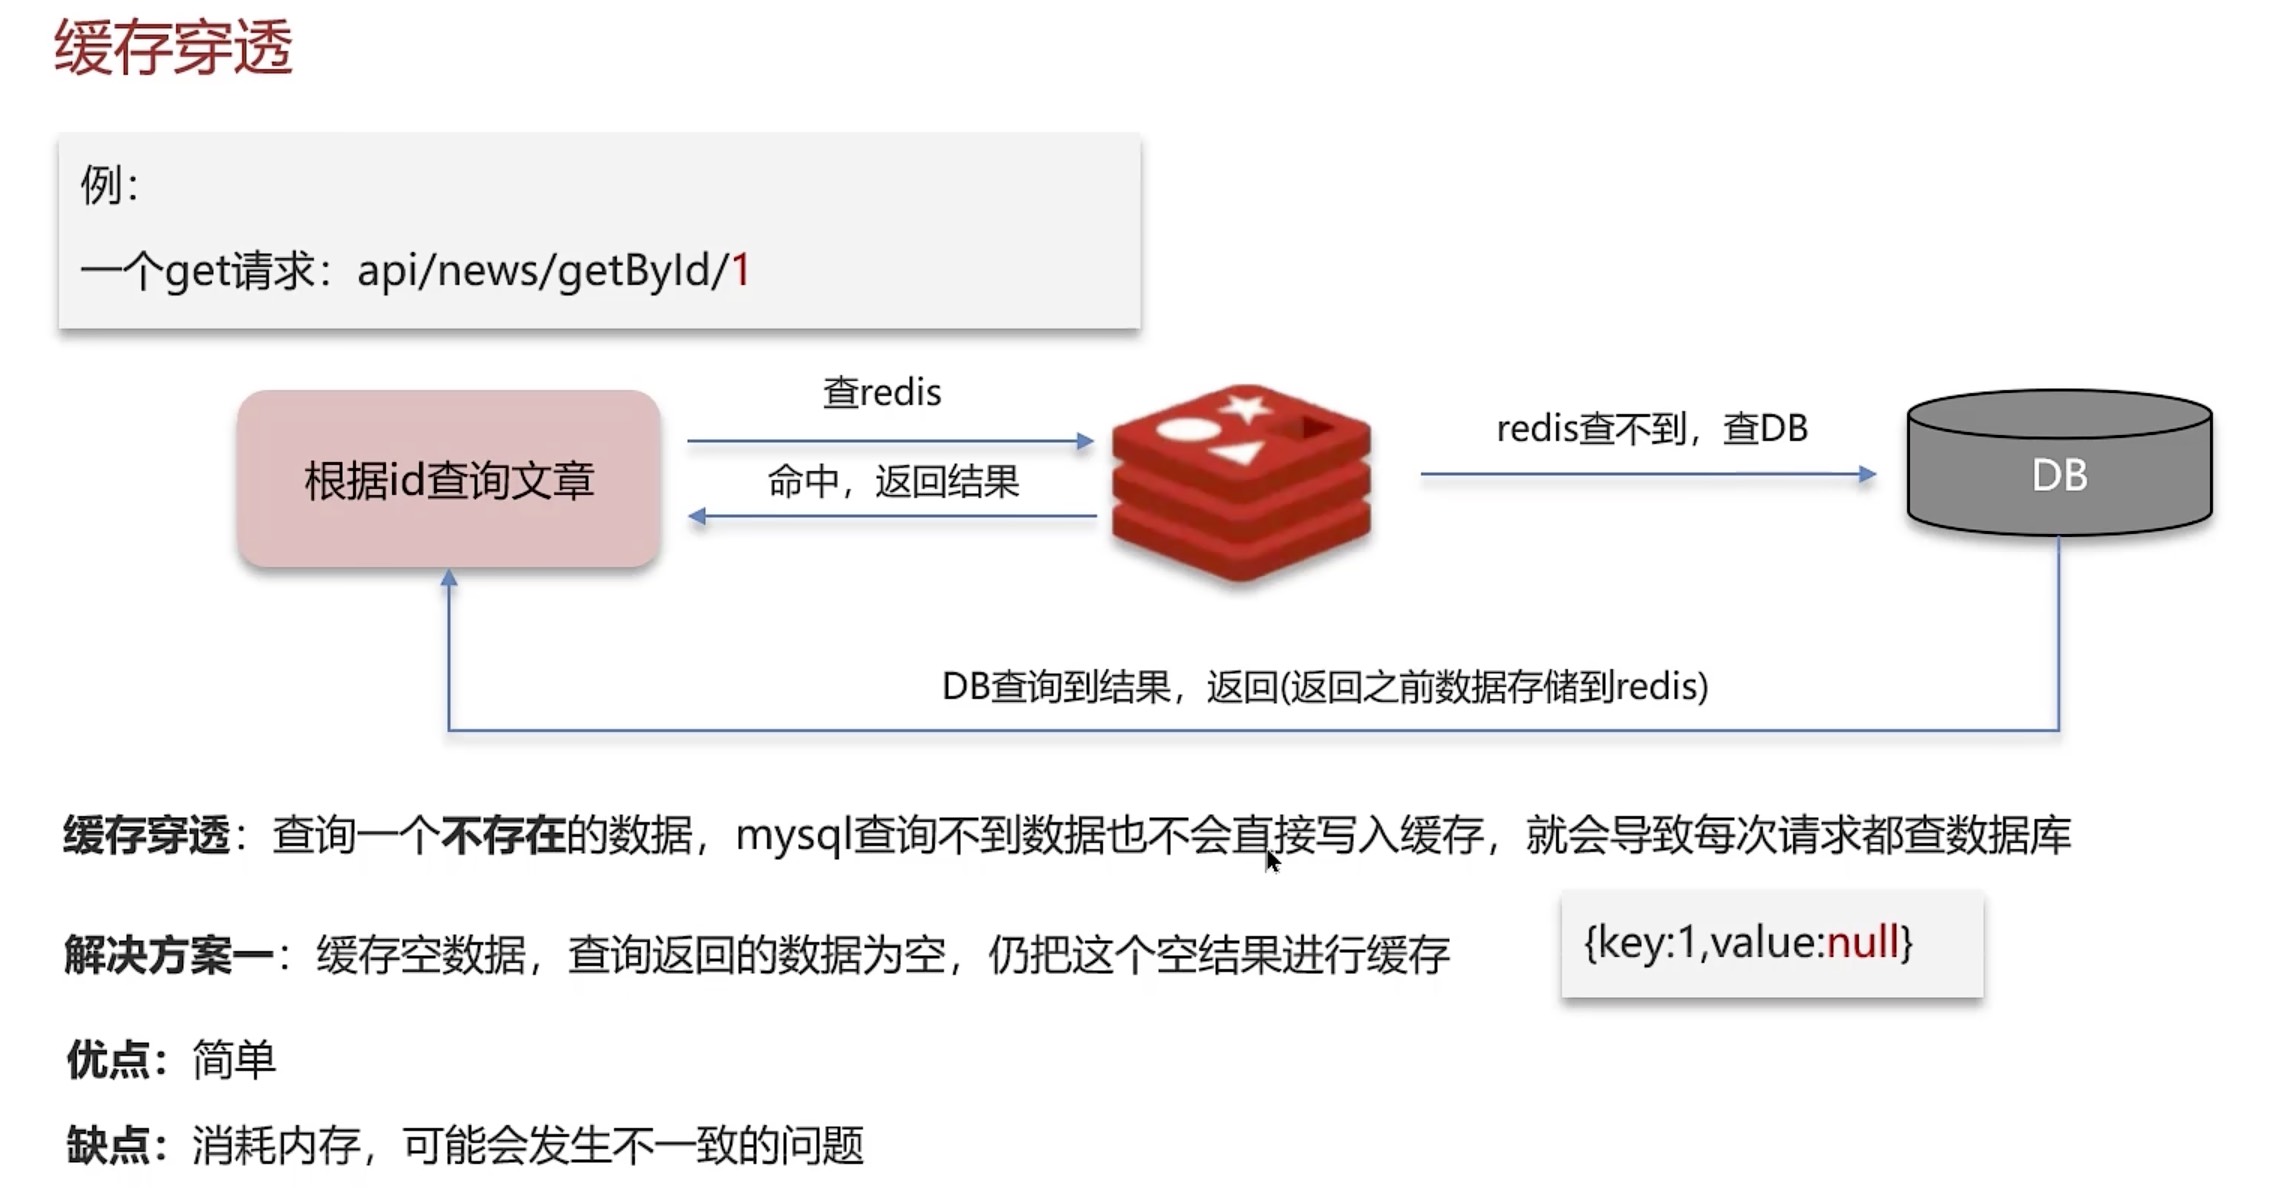 缓存穿透
例：
一个get请求：api/news/getById/1
查redis
根据id查询文章
命中，返回结果
redis查不到，查DB
DB
DB查询到结果，返回(返回之前数据存储到redis)
缓存穿透：查询一个不存在的数据，mysql查询不到数据也不会直接写入缓存，就会导致每次请求都查数据库
解决方案一：缓存空数据，查询返回的数据为空，仍把这个空结果进行缓存
{key:1,value:null}
优点：简单
缺点：消耗内存，可能会发生不一致的问题